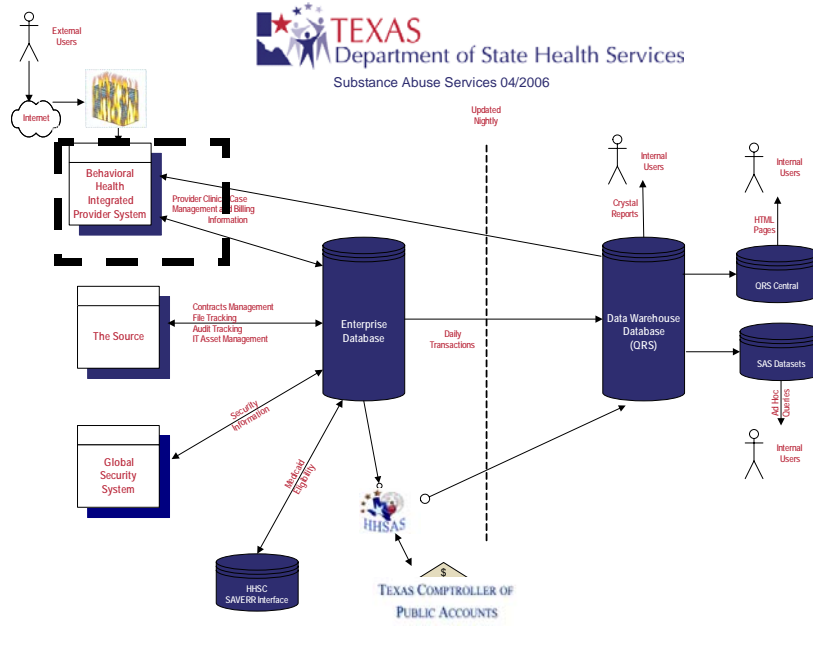 External
Users
TEXAS
Department of State Health Services
Substance Abuse Services 04/2006
Internet
Updated
Nightly
Internal
Users
Internal
Users
Behavioral
Health
Integrated
Provider System
Provider Clinic Case
Management and Billing
Information
Crystal
Reports
HTML
Pages
QRS Central
The Source
Contracts Management
File Tracking
Audit Tracking
IT Asset Management
Enterprise
Database
Daily
Transactions
Data Warehouse
Database
(QRS)
SAS Datasets
Ad Hoc
Queries
Security
Information
Global
Security
System
Medicaid
Eligibility
Internal
Users
HHSAS
HHSC
SAVERR Interface
$
TEXAS COMPTROLLER OF
PUBLIC ACCOUNTS